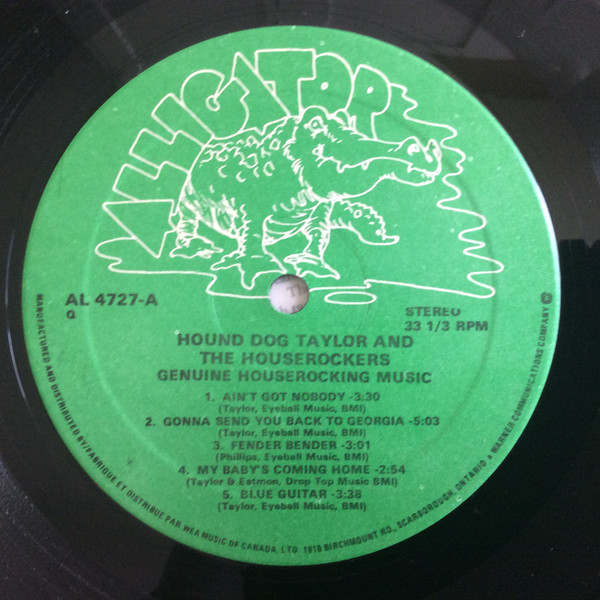 ALLIGATOR
AL 4727-A
Q
STEREO
33 1/3 RPM
HOUND DOG TAYLOR AND
THE HOUSEROCKERS
GENUINE HOUSEROCKING MUSIC
1. AIN'T GOT NOBODY -3:30
(Taylor, Eyeball Music, BMI)
2. GONNA SEND YOU BACK TO GEORGIA -5:03
(Taylor, Eyeball Music, BMI)
3. FENDER BENDER -3:01
(Phillips, Eyeball Music, BMI)
4. MY BABY'S COMING HOME -2:54
(Taylor & Eatmon, Drop Top Music BMI)
5. BLUE GUITAR -3:38
(Taylor, Eyeball Music, BMI)
MANUFACTURED AND DISTRIBUTED BY/FABRIQUE ET DISTRIBUE PAR WEA MUSIC OF CANADA, LTD. 1810 BIRCHMOUNT RD., SCARBOROUGH, ONTARIO A WARNER COMMUNICATIONS COMPANY ©